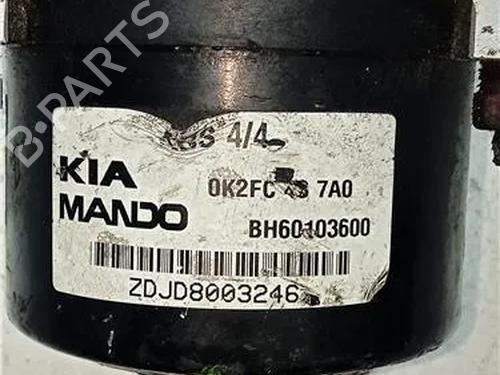 ABS 4/4
KIA
0K2FC 43 7A0
MANDO
BH60103600
ZDJD8003246
B-PARTS